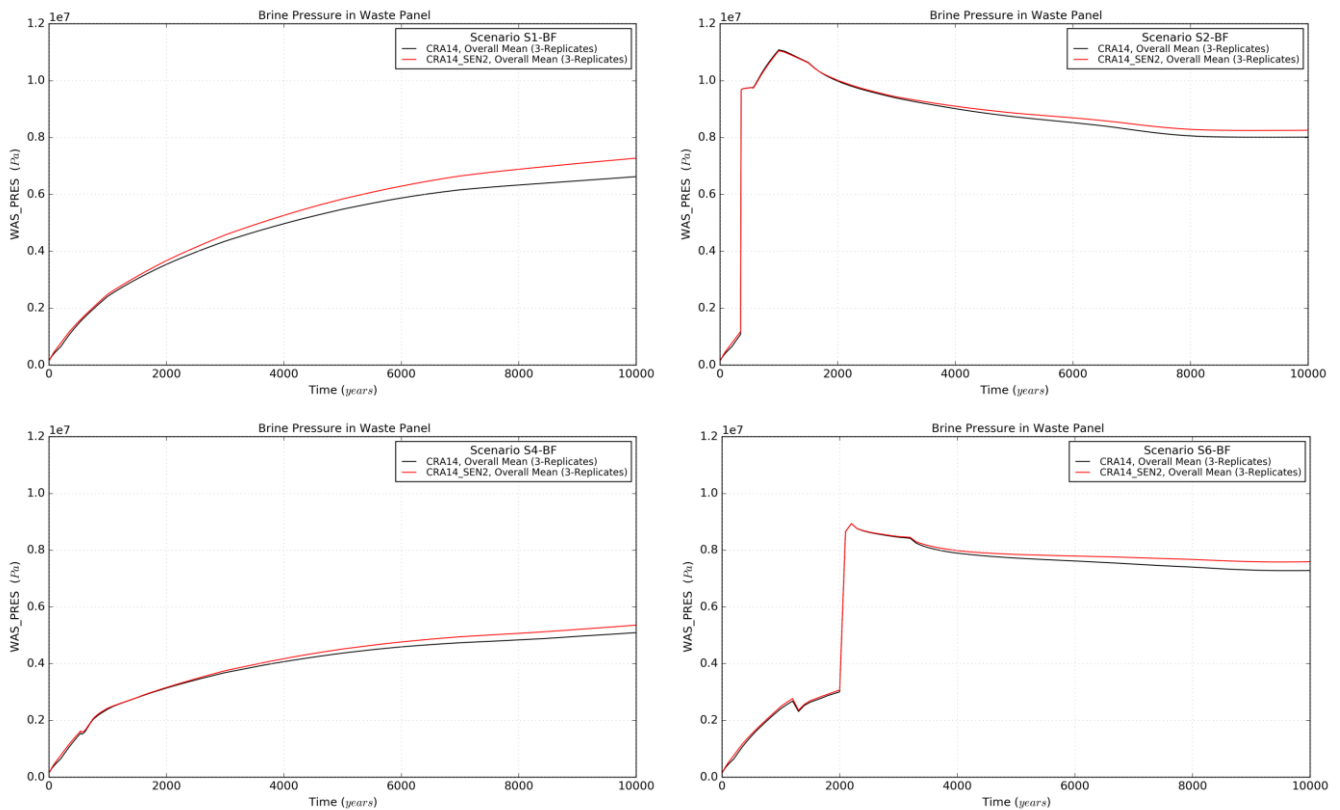 Brine Pressure in Waste Panel
1e7
Scenario S1-BF
CRA14, Overall Mean (3-Replicates)
CRA14_SEN2, Overall Mean (3-Replicates)
1.2
1.0
0.8
0.6
0.4
0.2
0.0
WAS_PRES (Pa)
0 2000 4000 6000 8000 10000
Time (years)
Brine Pressure in Waste Panel
1e7
Scenario S2-BF
CRA14, Overall Mean (3-Replicates)
CRA14_SEN2, Overall Mean (3-Replicates)
1.2
1.0
0.8
0.6
0.4
0.2
0.0
WAS_PRES (Pa)
0 2000 4000 6000 8000 10000
Time (years)
Brine Pressure in Waste Panel
1e7
Scenario S4-BF
CRA14, Overall Mean (3-Replicates)
CRA14_SEN2, Overall Mean (3-Replicates)
1.2
1.0
0.8
0.6
0.4
0.2
0.0
WAS_PRES (Pa)
0 2000 4000 6000 8000 10000
Time (years)
Brine Pressure in Waste Panel
1e7
Scenario S6-BF
CRA14, Overall Mean (3-Replicates)
CRA14_SEN2, Overall Mean (3-Replicates)
1.2
1.0
0.8
0.6
0.4
0.2
0.0
WAS_PRES (Pa)
0 2000 4000 6000 8000 10000
Time (years)